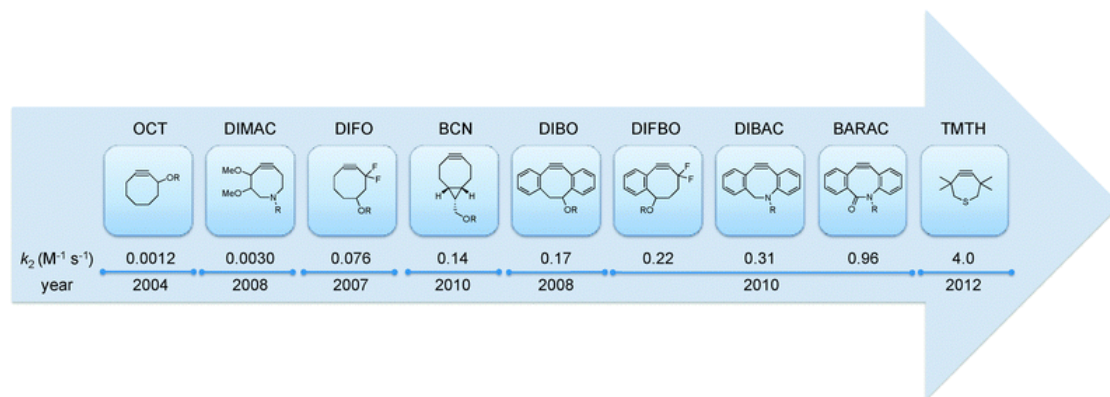 OCT DIMAC DIFO BCN DIBO DIFBO DIBAC BARAC TMTH
OR
MeO
MeO
N
R
F
F
OR
H H
OR
OR
F
F
RO
N
R
O
N
R
S
k₂ (M⁻¹ s⁻¹) 0.0012 0.0030 0.076 0.14 0.17 0.22 0.31 0.96 4.0
year 2004 2008 2007 2010 2008 2010 2012